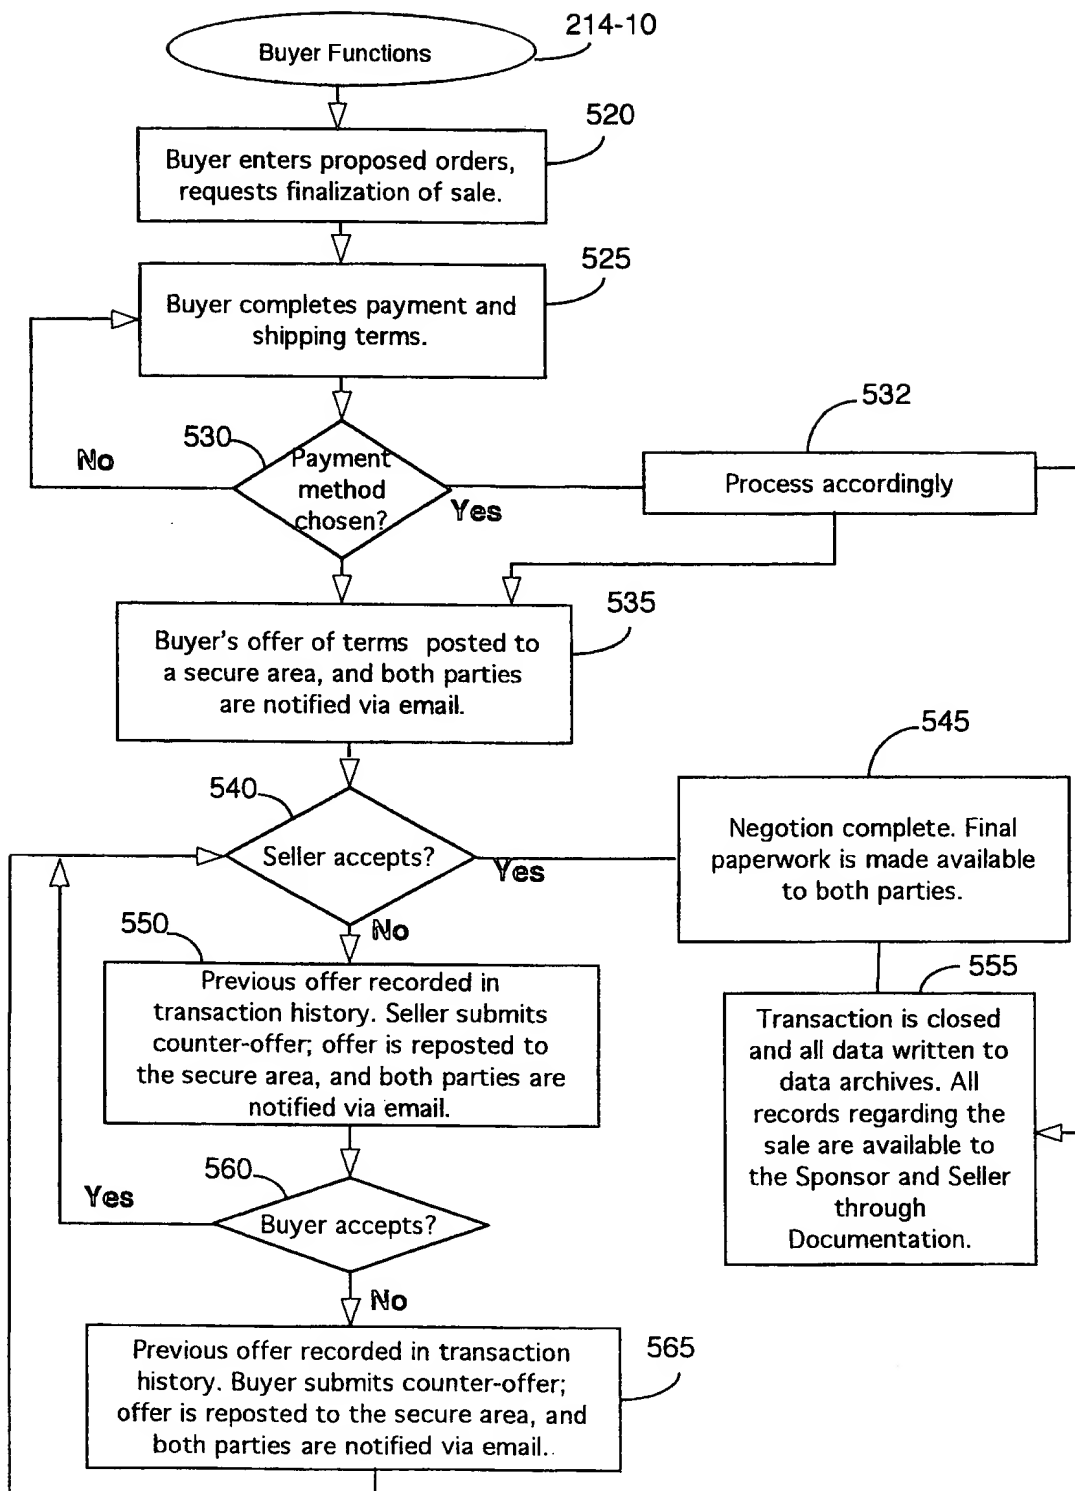 214-10
Buyer Functions
520
Buyer enters proposed orders,
requests finalization of sale.
525
Buyer completes payment and
shipping terms.
530
No
Payment
method
chosen?
Yes
532
Process accordingly
535
Buyer's offer of terms posted to
a secure area, and both parties
are notified via email.
540
Seller accepts?
Yes
545
Negotion complete. Final
paperwork is made available
to both parties.
No
550
Previous offer recorded in
transaction history. Seller submits
counter-offer; offer is reposted to
the secure area, and both parties are
notified via email.
555
Transaction is closed
and all data written to
data archives. All
records regarding the
sale are available to
the Sponsor and Seller
through
Documentation.
560
Yes
Buyer accepts?
No
565
Previous offer recorded in transaction
history. Buyer submits counter-offer;
offer is reposted to the secure area, and
both parties are notified via email.